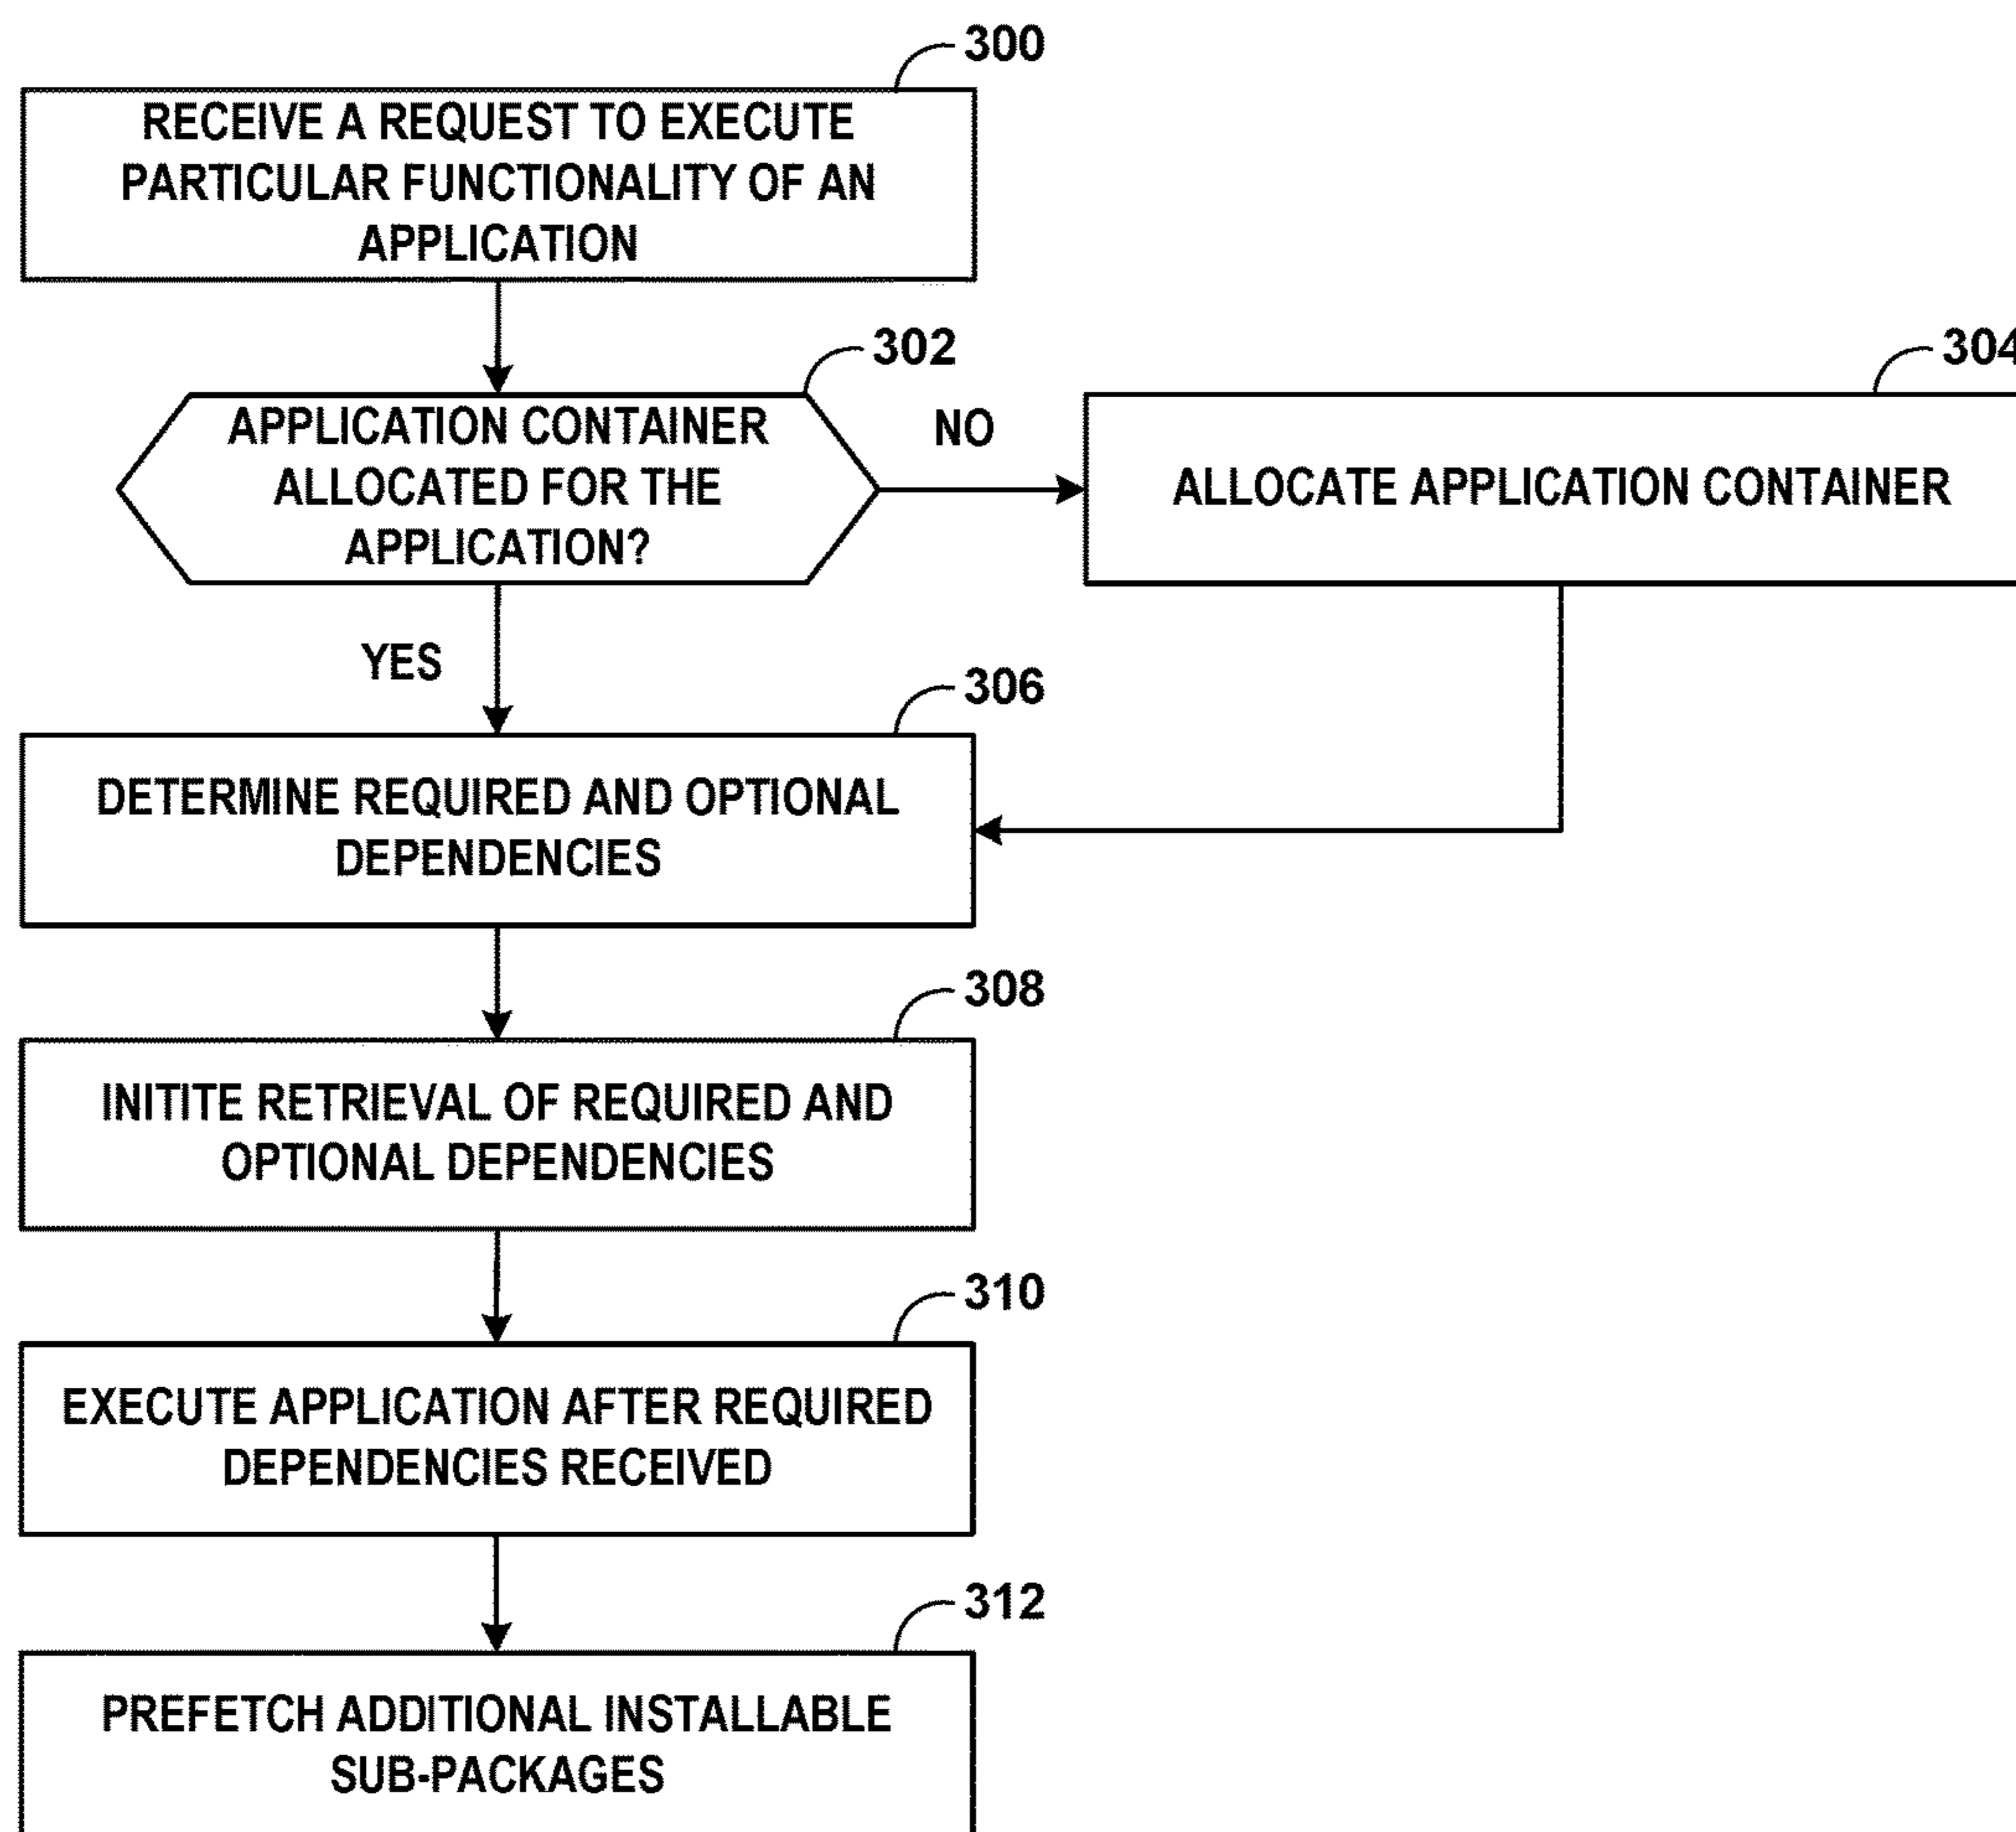 300
RECEIVE A REQUEST TO EXECUTE
PARTICULAR FUNCTIONALITY OF AN
APPLICATION
302
APPLICATION CONTAINER
ALLOCATED FOR THE
APPLICATION?
NO
304
ALLOCATE APPLICATION CONTAINER
YES
306
DETERMINE REQUIRED AND OPTIONAL
DEPENDENCIES
308
INITITE RETRIEVAL OF REQUIRED AND
OPTIONAL DEPENDENCIES
310
EXECUTE APPLICATION AFTER REQUIRED
DEPENDENCIES RECEIVED
312
PREFETCH ADDITIONAL INSTALLABLE
SUB-PACKAGES